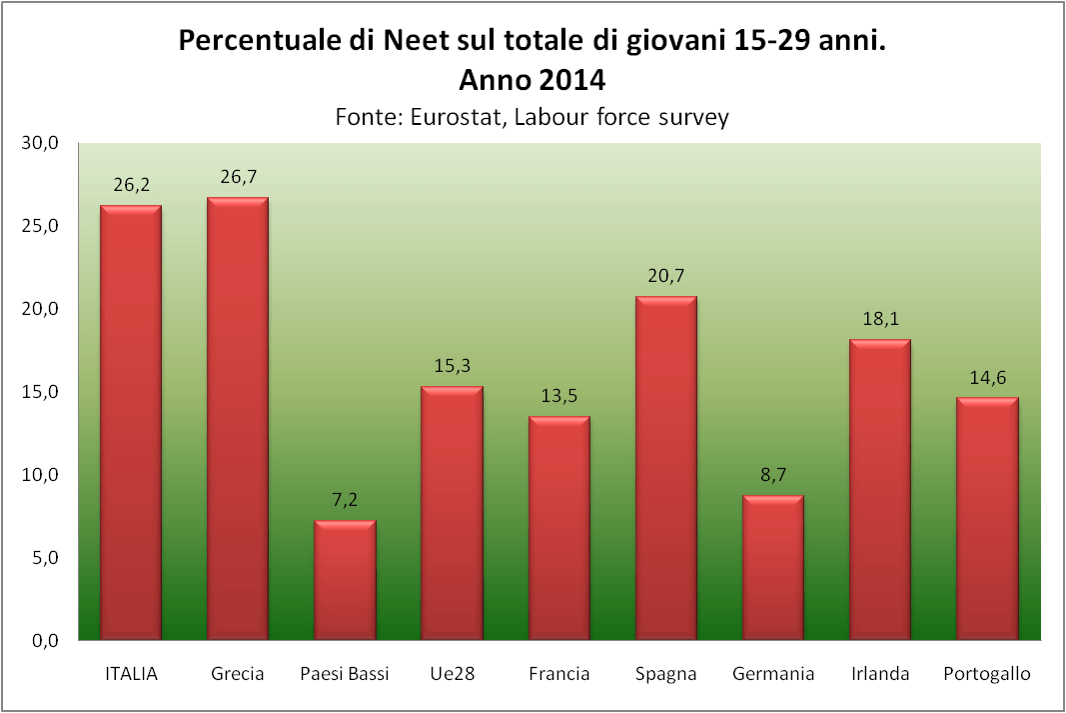 Percentuale di Neet sul totale di giovani 15-29 anni.
Anno 2014
Fonte: Eurostat, Labour force survey
30,0
25,0
20,0
15,0
10,0
5,0
0,0
26,2
26,7
7,2
15,3
13,5
20,7
8,7
18,1
14,6
ITALIA
Grecia
Paesi Bassi
Ue28
Francia
Spagna
Germania
Irlanda
Portogallo